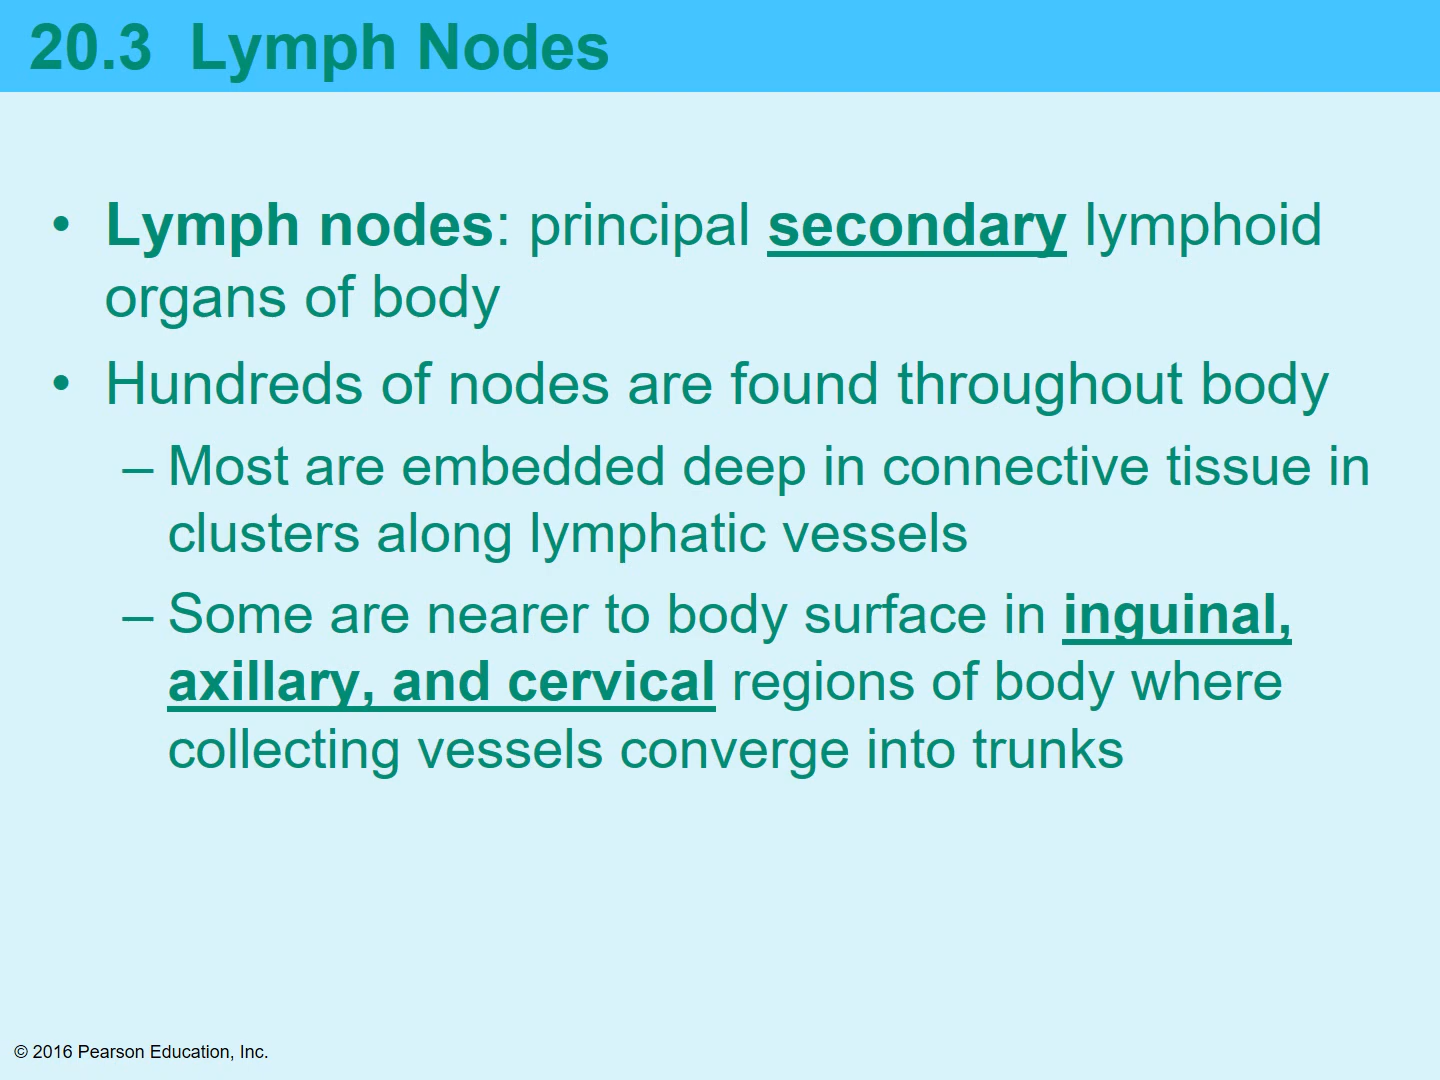 20.3 Lymph Nodes
• Lymph nodes: principal secondary lymphoid
organs of body
• Hundreds of nodes are found throughout body
– Most are embedded deep in connective tissue in
clusters along lymphatic vessels
– Some are nearer to body surface in inguinal,
axillary, and cervical regions of body where
collecting vessels converge into trunks
© 2016 Pearson Education, Inc.